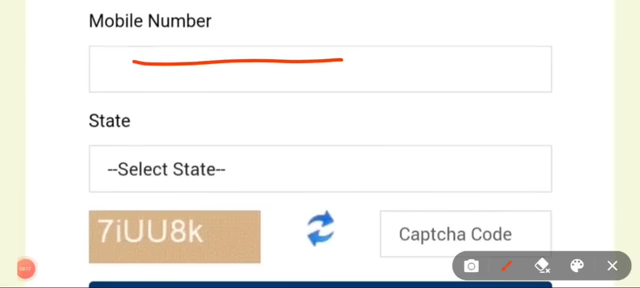 Mobile Number
State
--Select State--
7iUU8k
Captcha Code